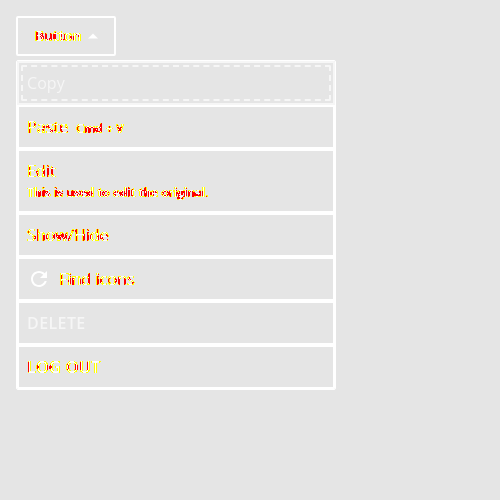 Button
Copy
Paste cmd+v
Edit
This is used to edit the original.
Show/Hide
Find icons
DELETE
LOG OUT